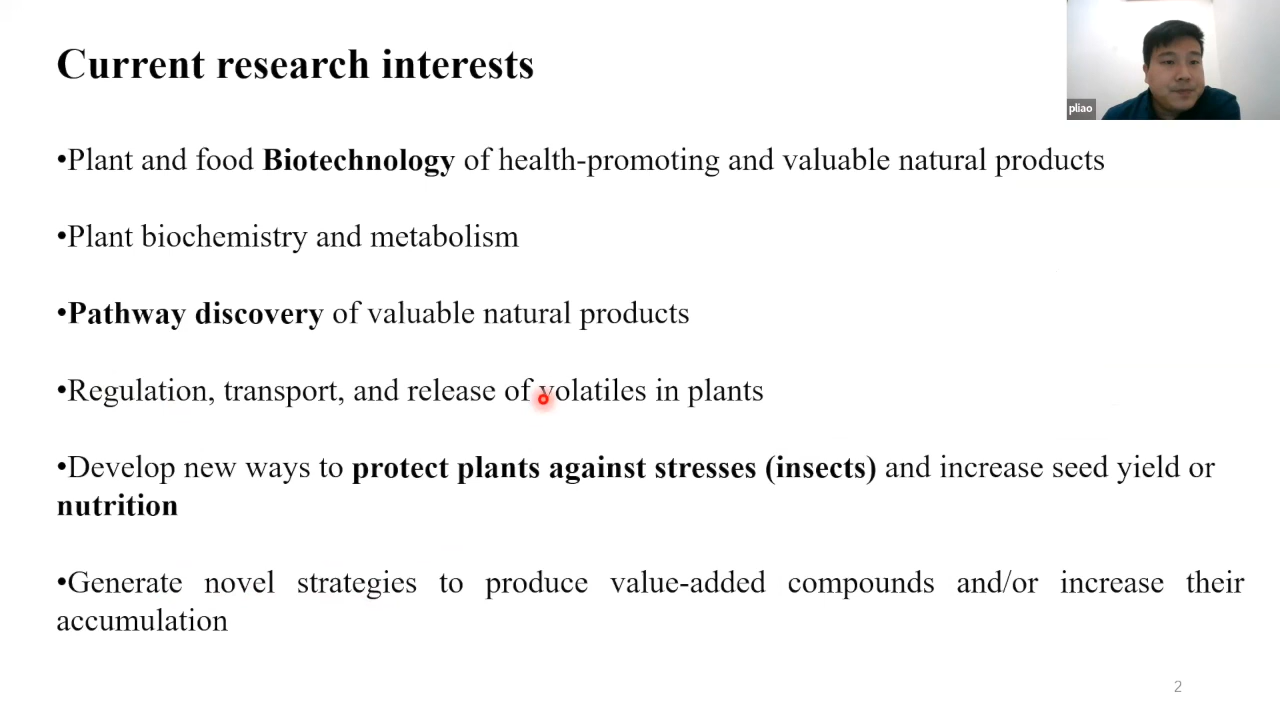 Current research interests
pliao
•Plant and food Biotechnology of health-promoting and valuable natural products
•Plant biochemistry and metabolism
•Pathway discovery of valuable natural products
•Regulation, transport, and release of volatiles in plants
•Develop new ways to protect plants against stresses (insects) and increase seed yield or
nutrition
•Generate novel strategies to produce value-added compounds and/or increase their
accumulation
2